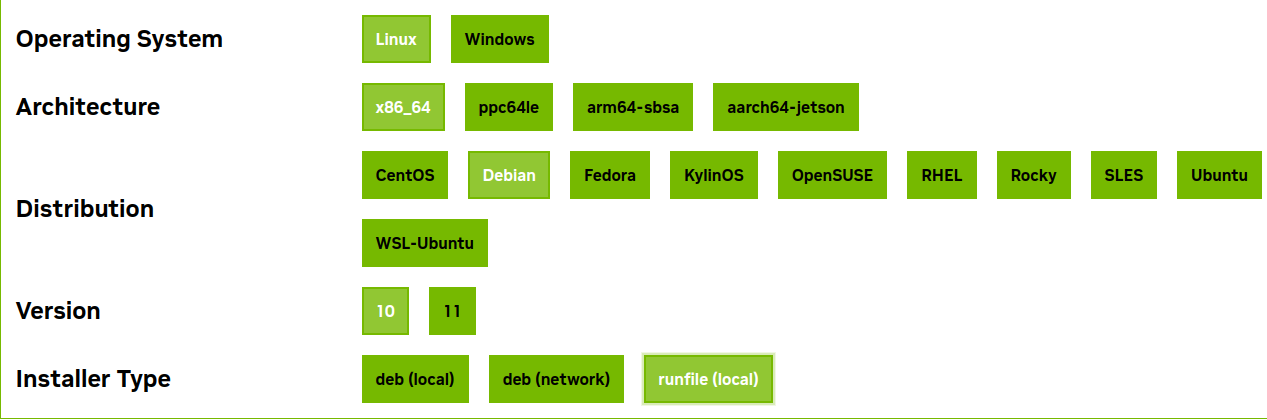 Operating System Linux Windows
Architecture x86_64 ppc64le arm64-sbsa aarch64-jetson
Distribution CentOS Debian Fedora KylinOS OpenSUSE RHEL Rocky SLES Ubuntu
WSL-Ubuntu
Version 10 11
Installer Type deb (local) deb (network) runfile (local)